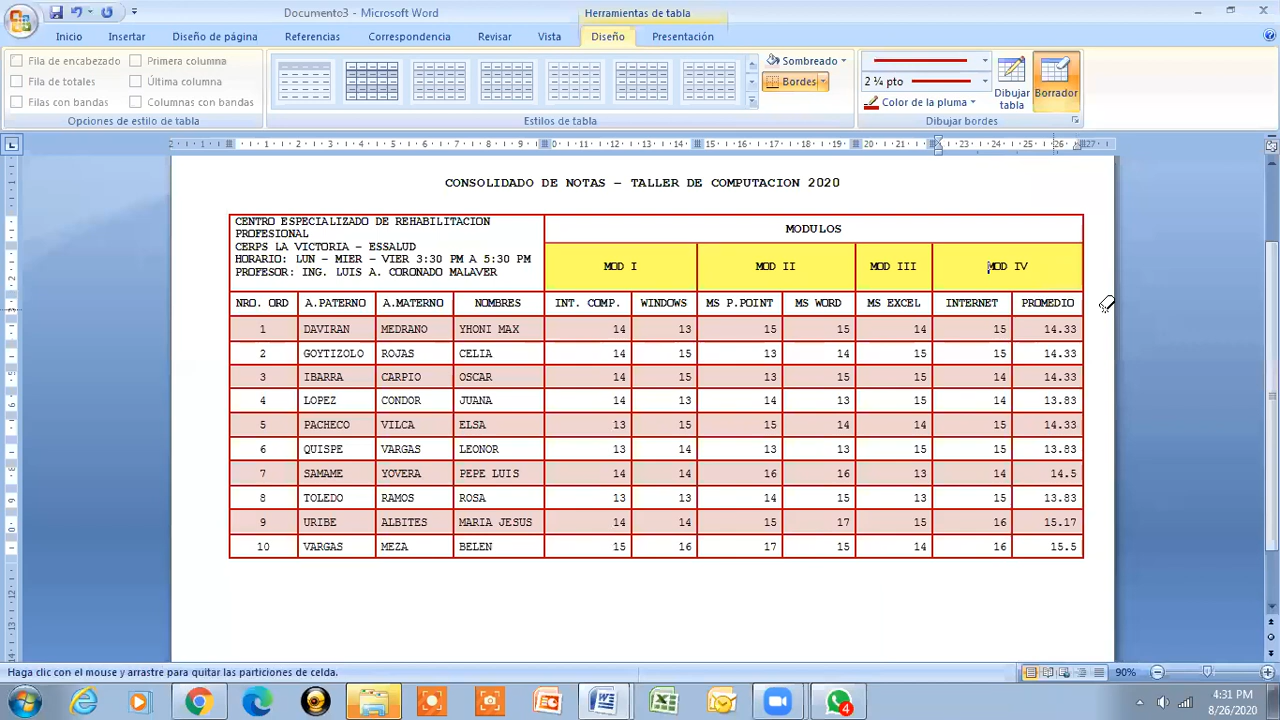 Documento3 - Microsoft Word
Herramientas de tabla
Inicio Insertar Diseño de página Referencias Correspondencia Revisar Vista Diseño Presentación
Fila de encabezado Primera columna
Fila de totales Última columna
Filas con bandas Columnas con bandas
Opciones de estilo de tabla
Sombreado
Bordes
Estilos de tabla
2 ¼ pto
Color de la pluma
Dibujar tabla
Borrador
Dibujar bordes
CONSOLIDADO DE NOTAS – TALLER DE COMPUTACION 2020
CENTRO ESPECIALIZADO DE REHABILITACION
PROFESIONAL
CERPS LA VICTORIA – ESSALUD
HORARIO: LUN – MIER – VIER 3:30 PM A 5:30 PM
PROFESOR: ING. LUIS A. CORONADO MALAVER
MODULOS
MOD I MOD II MOD III MOD IV
NRO. ORD A.PATERNO A.MATERNO NOMBRES INT. COMP. WINDOWS MS P.POINT MS WORD MS EXCEL INTERNET PROMEDIO
1 DAVIRAN MEDRANO YHONI MAX 14 13 15 15 14 15 14.33
2 GOYTIZOLO ROJAS CELIA 14 15 13 14 15 15 14.33
3 IBARRA CARPIO OSCAR 14 15 13 15 15 14 14.33
4 LOPEZ CONDOR JUANA 14 13 14 13 15 14 13.83
5 PACHECO VILCA ELSA 13 15 15 14 14 15 14.33
6 QUISPE VARGAS LEONOR 13 14 13 13 15 15 13.83
7 SAMAME YOVERA PEPE LUIS 14 14 16 16 13 14 14.5
8 TOLEDO RAMOS ROSA 13 13 14 15 13 15 13.83
9 URIBE ALBITES MARIA JESUS 14 14 15 17 15 16 15.17
10 VARGAS MEZA BELEN 15 16 17 15 14 16 15.5
Haga clic con el mouse y arrastre para quitar las particiones de celda.
90%
4
4:31 PM
8/26/2020